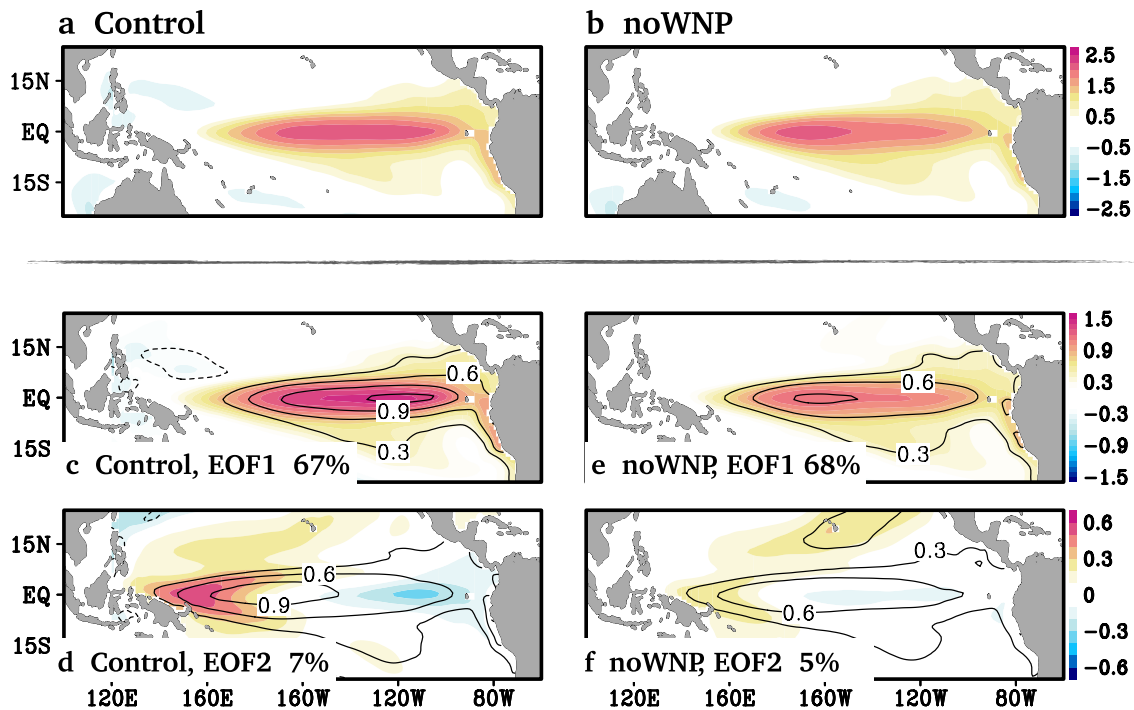 a Control
b noWNP
15N
EQ
15S
2.5
1.5
0.5
−0.5
−1.5
−2.5
15N
EQ
15S
0.6
0.9
0.3
c Control, EOF1 67%
0.6
0.3
e noWNP, EOF1 68%
1.5
0.9
0.3
−0.3
−0.9
−1.5
15N
EQ
15S
0.6
0.9
d Control, EOF2 7%
0.3
0.6
f noWNP, EOF2 5%
0.6
0.3
0
−0.3
−0.6
120E 160E 160W 120W 80W
120E 160E 160W 120W 80W